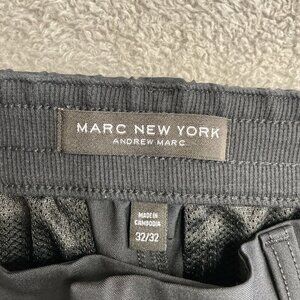 MARC NEW YORK
ANDREW MARC
MADE IN
CAMBODIA
32/32